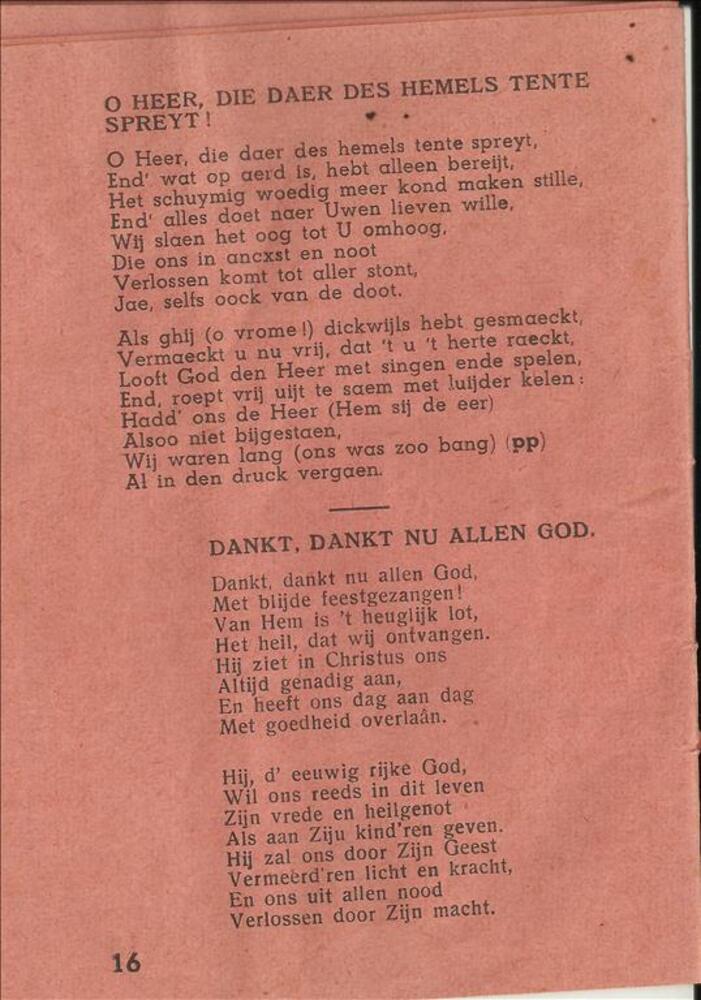 O HEER, DIE DAER DES HEMELS TENTE
SPREYT!
O Heer, die daer des hemels tente spreyt,
End' wat op aerd is, hebt alleen bereijt,
Het schuymig woedig meer kond maken stille,
End' alles doet naer Uwen lieven wille,
Wij slaen het oog tot U omhoog,
Die ons in ancxst en noot
Verlossen komt tot aller stont,
Jae, selfs oock van de doot.
Als ghij (o vrome!) dickwijls hebt gesmaeckt,
Vermaeckt u nu vrij, dat 't u 't herte raeckt,
Looft God den Heer met singen ende spelen,
End, roept vrij uijt te saem met luijder kelen:
Hadd' ons de Heer (Hem sij de eer)
Alsoo niet bijgestaen,
Wij waren lang (ons was zoo bang) (pp)
Al in den druck vergaen.
DANKT, DANKT NU ALLEN GOD.
Dankt, dankt nu allen God,
Met blijde feestgezangen!
Van Hem is 't heuglijk lot,
Het heil, dat wij ontvangen.
Hij ziet in Christus ons
Altijd genadig aan,
En heeft ons dag aan dag
Met goedheid overlaân.
Hij, d' eeuwig rijke God,
Wil ons reeds in dit leven
Zijn vrede en heilgenot
Als aan Ziju kind'ren geven.
Hij zal ons door Zijn Geest
Vermeerd'ren licht en kracht,
En ons uit allen nood
Verlossen door Zijn macht.
16